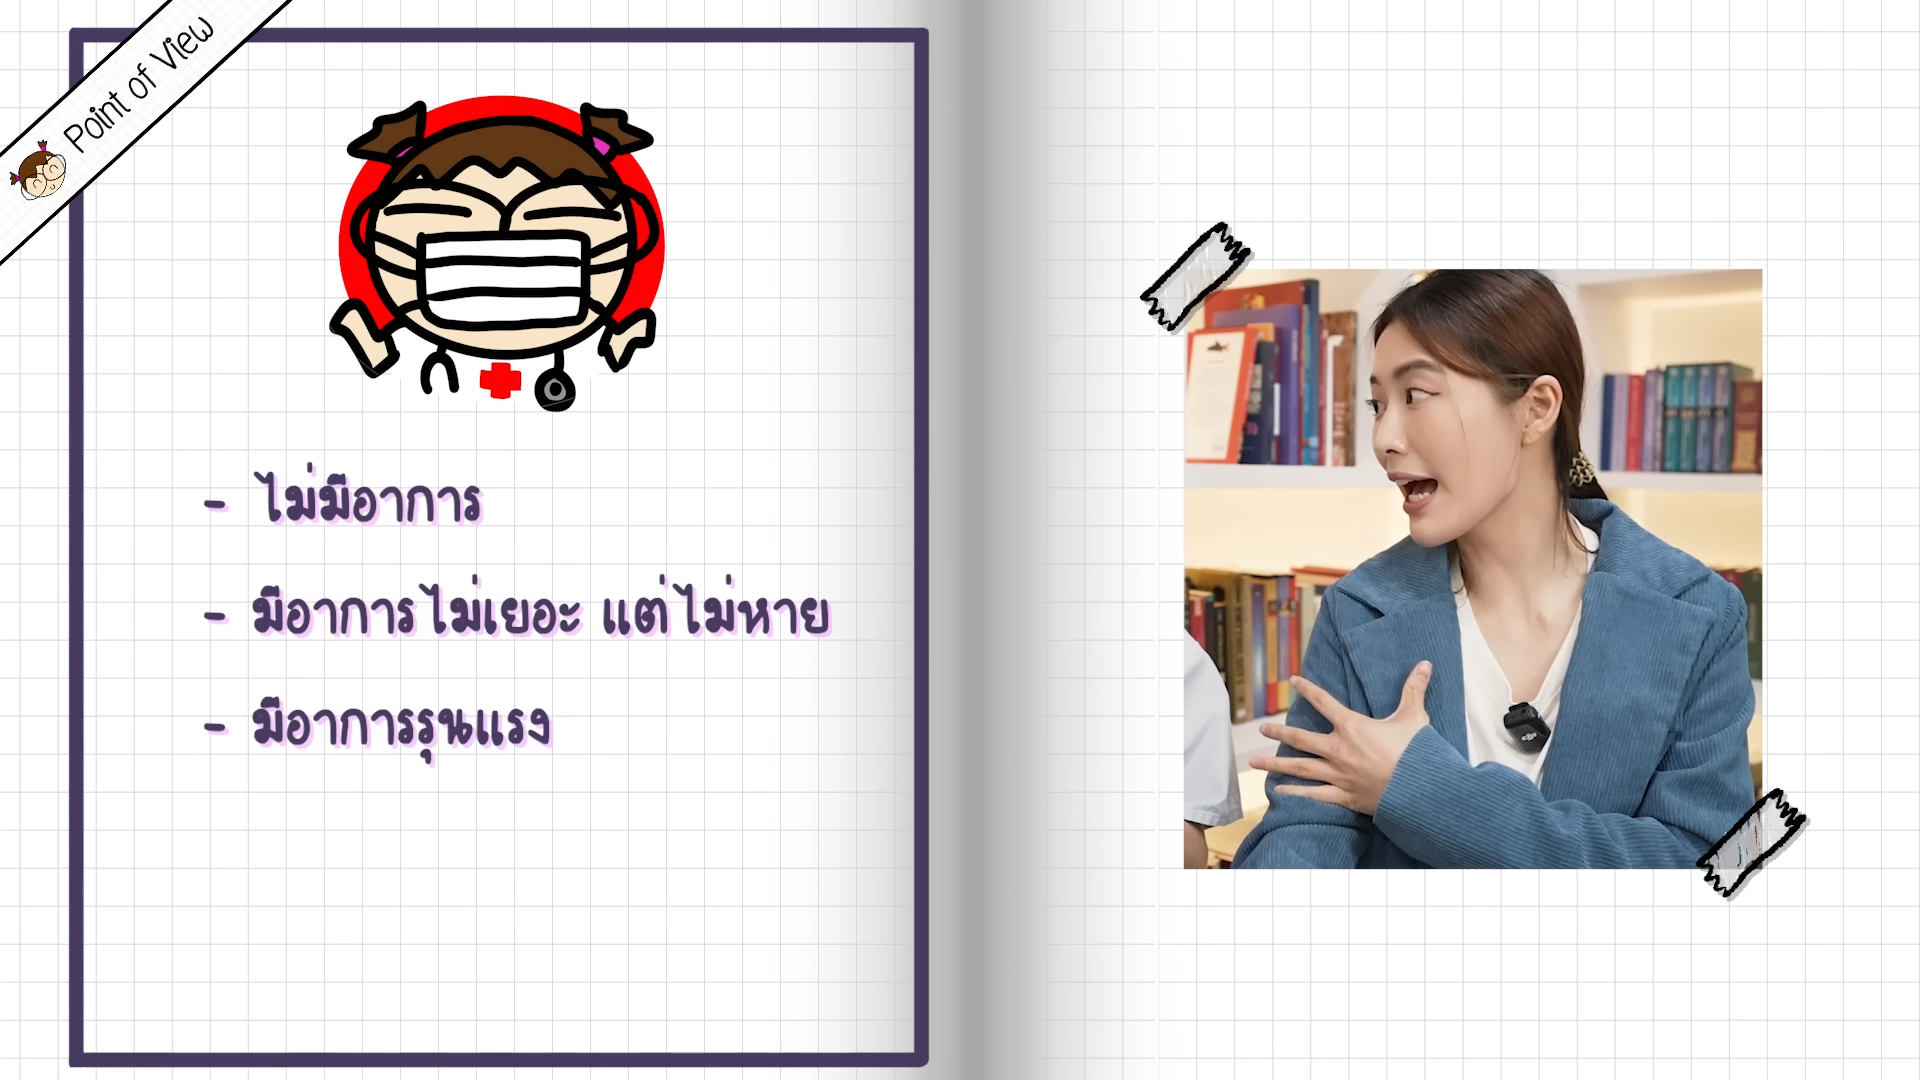 Point of View
- ไม่มีอาการ
- มีอาการไม่เยอะ แต่ไม่หาย
- มีอาการรุนแรง